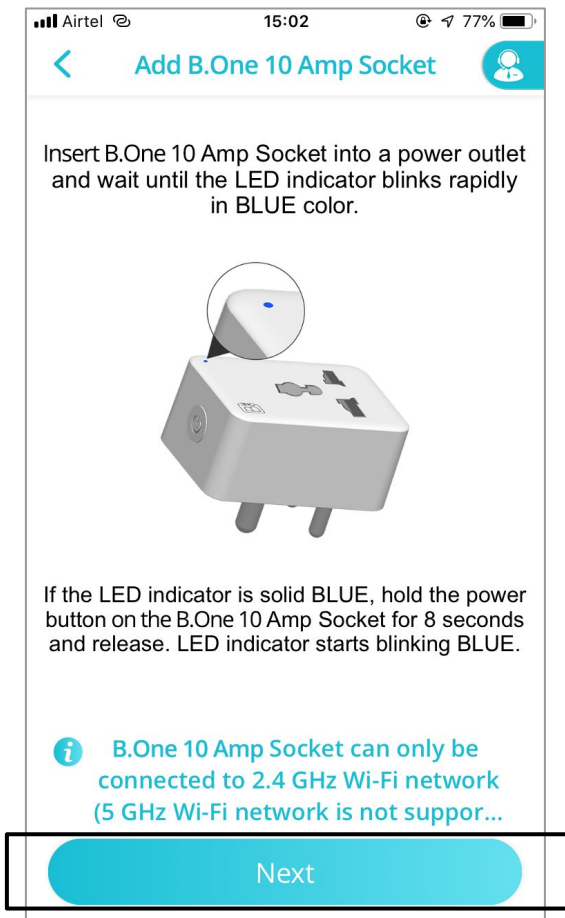 Airtel 15:02 77%
Add B.One 10 Amp Socket
Insert B.One 10 Amp Socket into a power outlet
and wait until the LED indicator blinks rapidly
in BLUE color.
If the LED indicator is solid BLUE, hold the power
button on the B.One 10 Amp Socket for 8 seconds
and release. LED indicator starts blinking BLUE.
i B.One 10 Amp Socket can only be
connected to 2.4 GHz Wi-Fi network
(5 GHz Wi-Fi network is not suppor...
Next